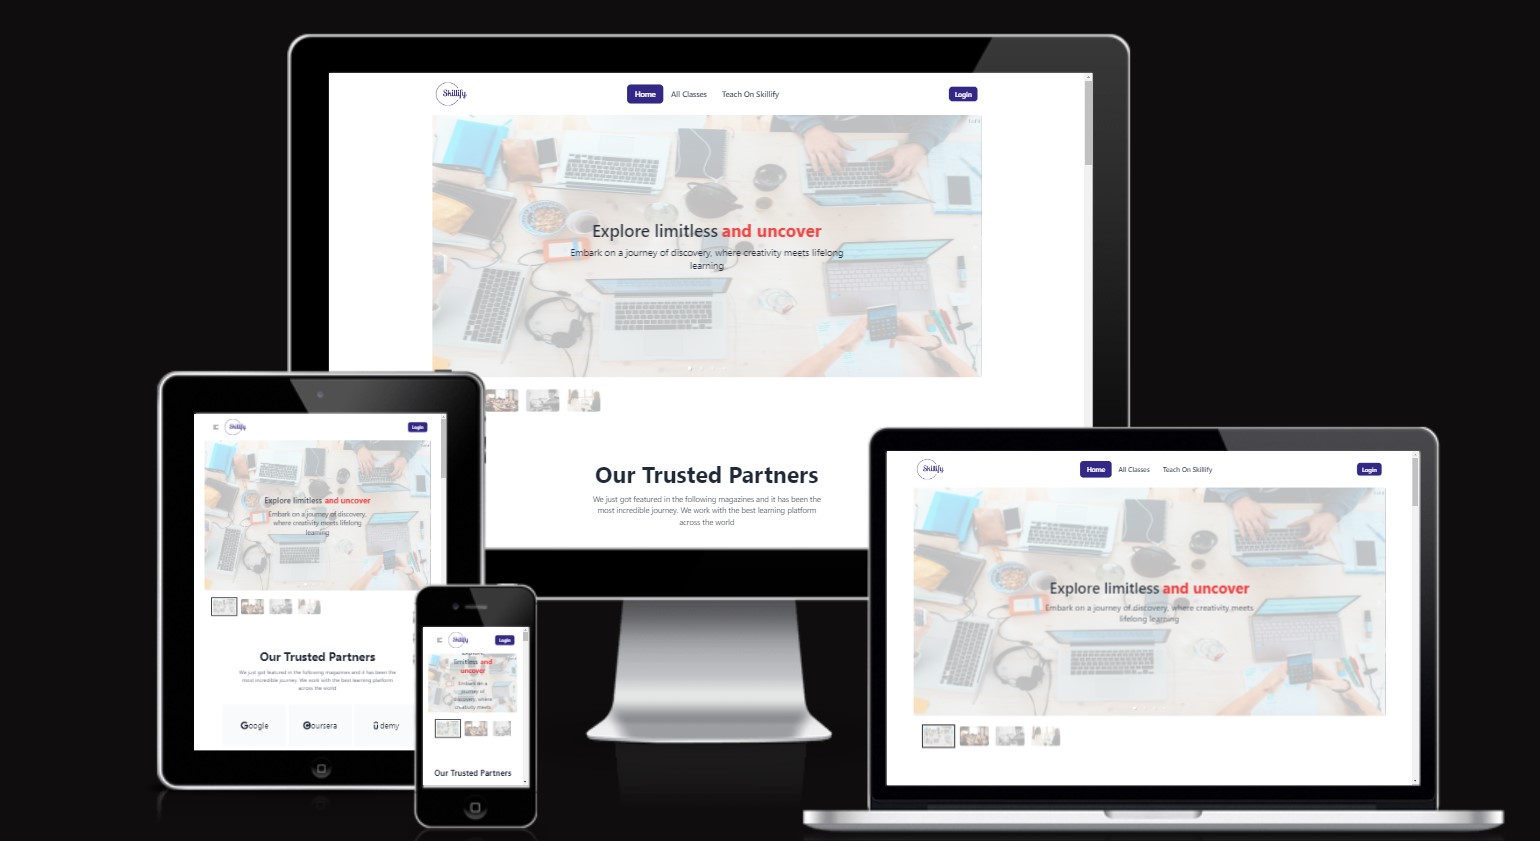 Skillify
Home All Classes Teach On Skillify
Login
Explore limitless and uncover
Embark on a journey of discovery, where creativity meets lifelong
learning
Our Trusted Partners
We just got featured in the following magazines and it has been the
most incredible journey. We work with the best learning platform
across the world
Skillify
Login
Explore limitless and uncover
Embark on a journey of discovery,
where creativity meets lifelong
learning
Our Trusted Partners
We just got featured in the following magazines and it has been the
most incredible journey. We work with the best learning platform
across the world
Google Coursera Udemy
Skillify
Login
limitless and
uncover
Embark on a
journey of
discovery, where
creativity meets
Our Trusted Partners
Skillify
Home All Classes Teach On Skillify
Login
Explore limitless and uncover
Embark on a journey of discovery, where creativity meets
lifelong learning